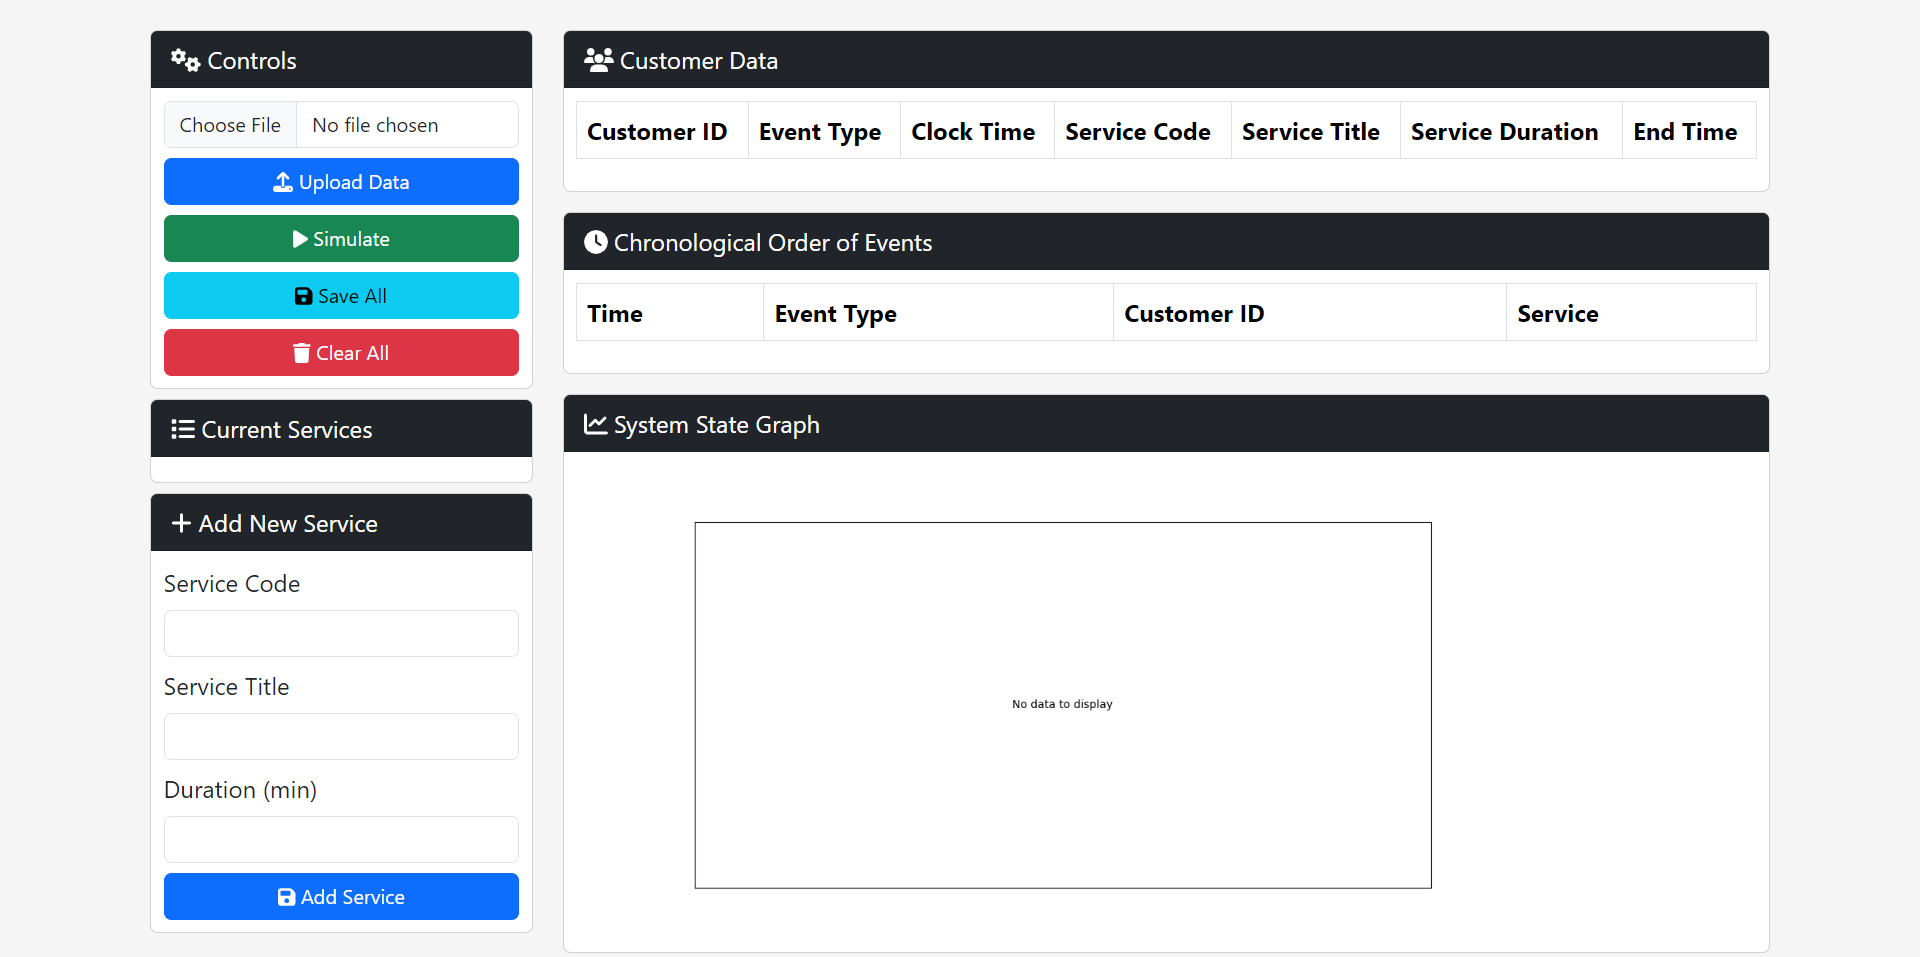 Controls
Choose File No file chosen
Upload Data
Simulate
Save All
Clear All
Current Services
Add New Service
Service Code
Service Title
Duration (min)
Add Service
Customer Data
Customer ID Event Type Clock Time Service Code Service Title Service Duration End Time
Chronological Order of Events
Time Event Type Customer ID Service
System State Graph
No data to display